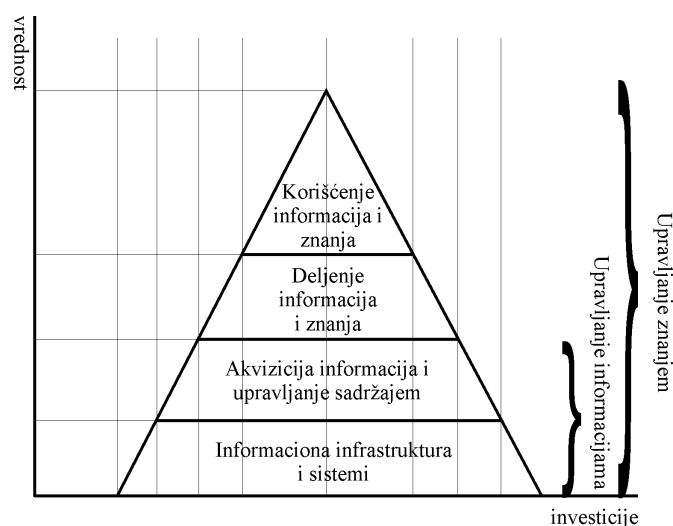 vrednost
Korišćenje
informacija i
znanja
Deljenje
informacija
i znanja
Akvizicija informacija i
upravljanje sadržajem
Informaciona infrastruktura
i sistemi
Upravljanje informacijama
Upravljanje znanjem
investicije